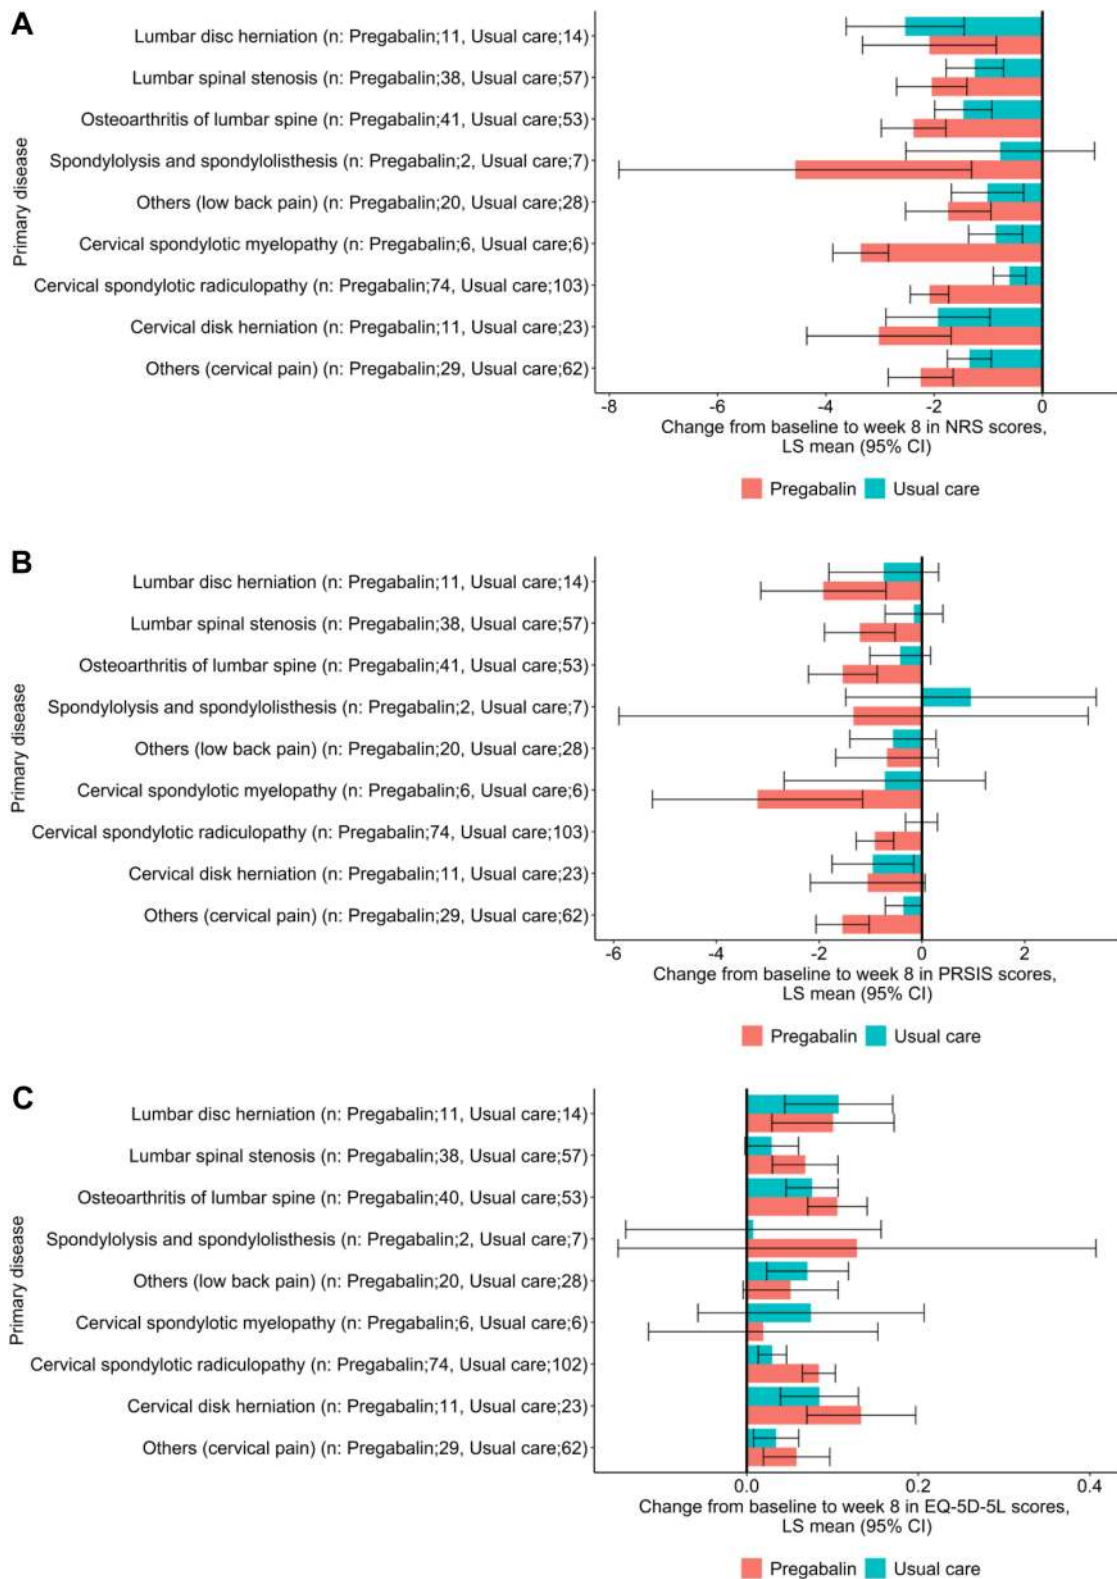 A
Primary disease
Lumbar disc herniation (n: Pregabalin;11, Usual care;14)
Lumbar spinal stenosis (n: Pregabalin;38, Usual care;57)
Osteoarthritis of lumbar spine (n: Pregabalin;41, Usual care;53)
Spondylolysis and spondylolisthesis (n: Pregabalin;2, Usual care;7)
Others (low back pain) (n: Pregabalin;20, Usual care;28)
Cervical spondylotic myelopathy (n: Pregabalin;6, Usual care;6)
Cervical spondylotic radiculopathy (n: Pregabalin;74, Usual care;103)
Cervical disk herniation (n: Pregabalin;11, Usual care;23)
Others (cervical pain) (n: Pregabalin;29, Usual care;62)
-8 -6 -4 -2 0
Change from baseline to week 8 in NRS scores,
LS mean (95% CI)
Pregabalin Usual care
B
Primary disease
Lumbar disc herniation (n: Pregabalin;11, Usual care;14)
Lumbar spinal stenosis (n: Pregabalin;38, Usual care;57)
Osteoarthritis of lumbar spine (n: Pregabalin;41, Usual care;53)
Spondylolysis and spondylolisthesis (n: Pregabalin;2, Usual care;7)
Others (low back pain) (n: Pregabalin;20, Usual care;28)
Cervical spondylotic myelopathy (n: Pregabalin;6, Usual care;6)
Cervical spondylotic radiculopathy (n: Pregabalin;74, Usual care;103)
Cervical disk herniation (n: Pregabalin;11, Usual care;23)
Others (cervical pain) (n: Pregabalin;29, Usual care;62)
-6 -4 -2 0 2
Change from baseline to week 8 in PRSIS scores,
LS mean (95% CI)
Pregabalin Usual care
C
Primary disease
Lumbar disc herniation (n: Pregabalin;11, Usual care;14)
Lumbar spinal stenosis (n: Pregabalin;38, Usual care;57)
Osteoarthritis of lumbar spine (n: Pregabalin;40, Usual care;53)
Spondylolysis and spondylolisthesis (n: Pregabalin;2, Usual care;7)
Others (low back pain) (n: Pregabalin;20, Usual care;28)
Cervical spondylotic myelopathy (n: Pregabalin;6, Usual care;6)
Cervical spondylotic radiculopathy (n: Pregabalin;74, Usual care;102)
Cervical disk herniation (n: Pregabalin;11, Usual care;23)
Others (cervical pain) (n: Pregabalin;29, Usual care;62)
0.0 0.2 0.4
Change from baseline to week 8 in EQ-5D-5L scores,
LS mean (95% CI)
Pregabalin Usual care